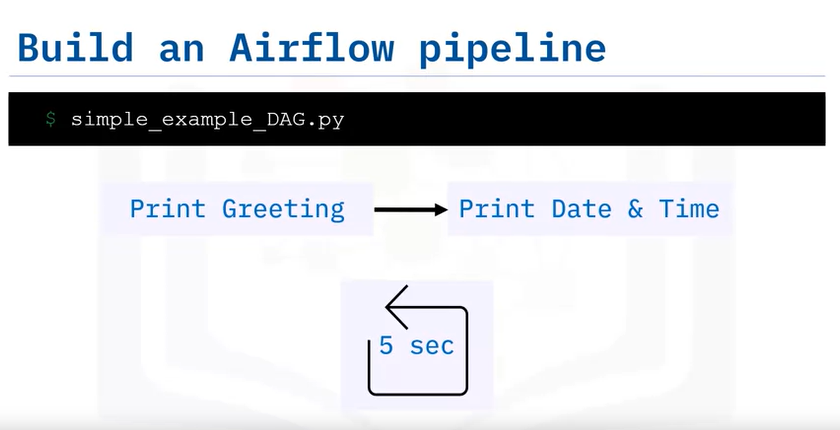 Build an Airflow pipeline
$ simple_example_DAG.py
Print Greeting
Print Date & Time
5 sec